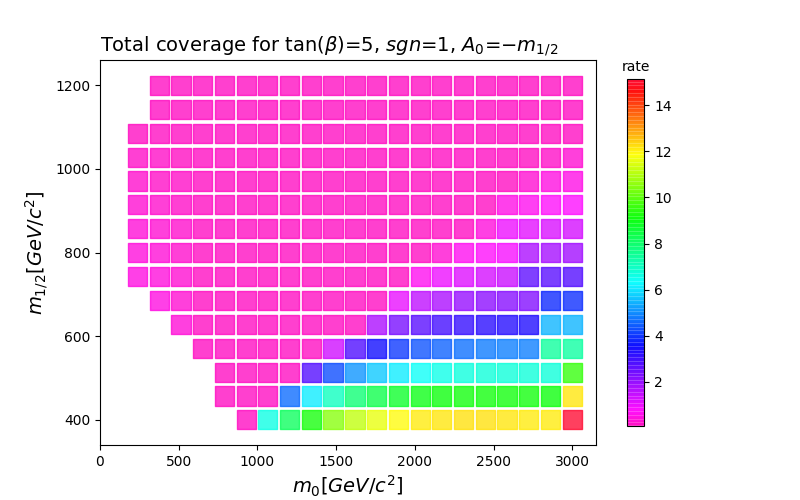 Total coverage for tan(β)=5, sgn=1, A₀=−m₁/₂
rate
1200
1000
800
600
400
m₁/₂[GeV/c²]
14
12
10
8
6
4
2
0 500 1000 1500 2000 2500 3000
m₀[GeV/c²]